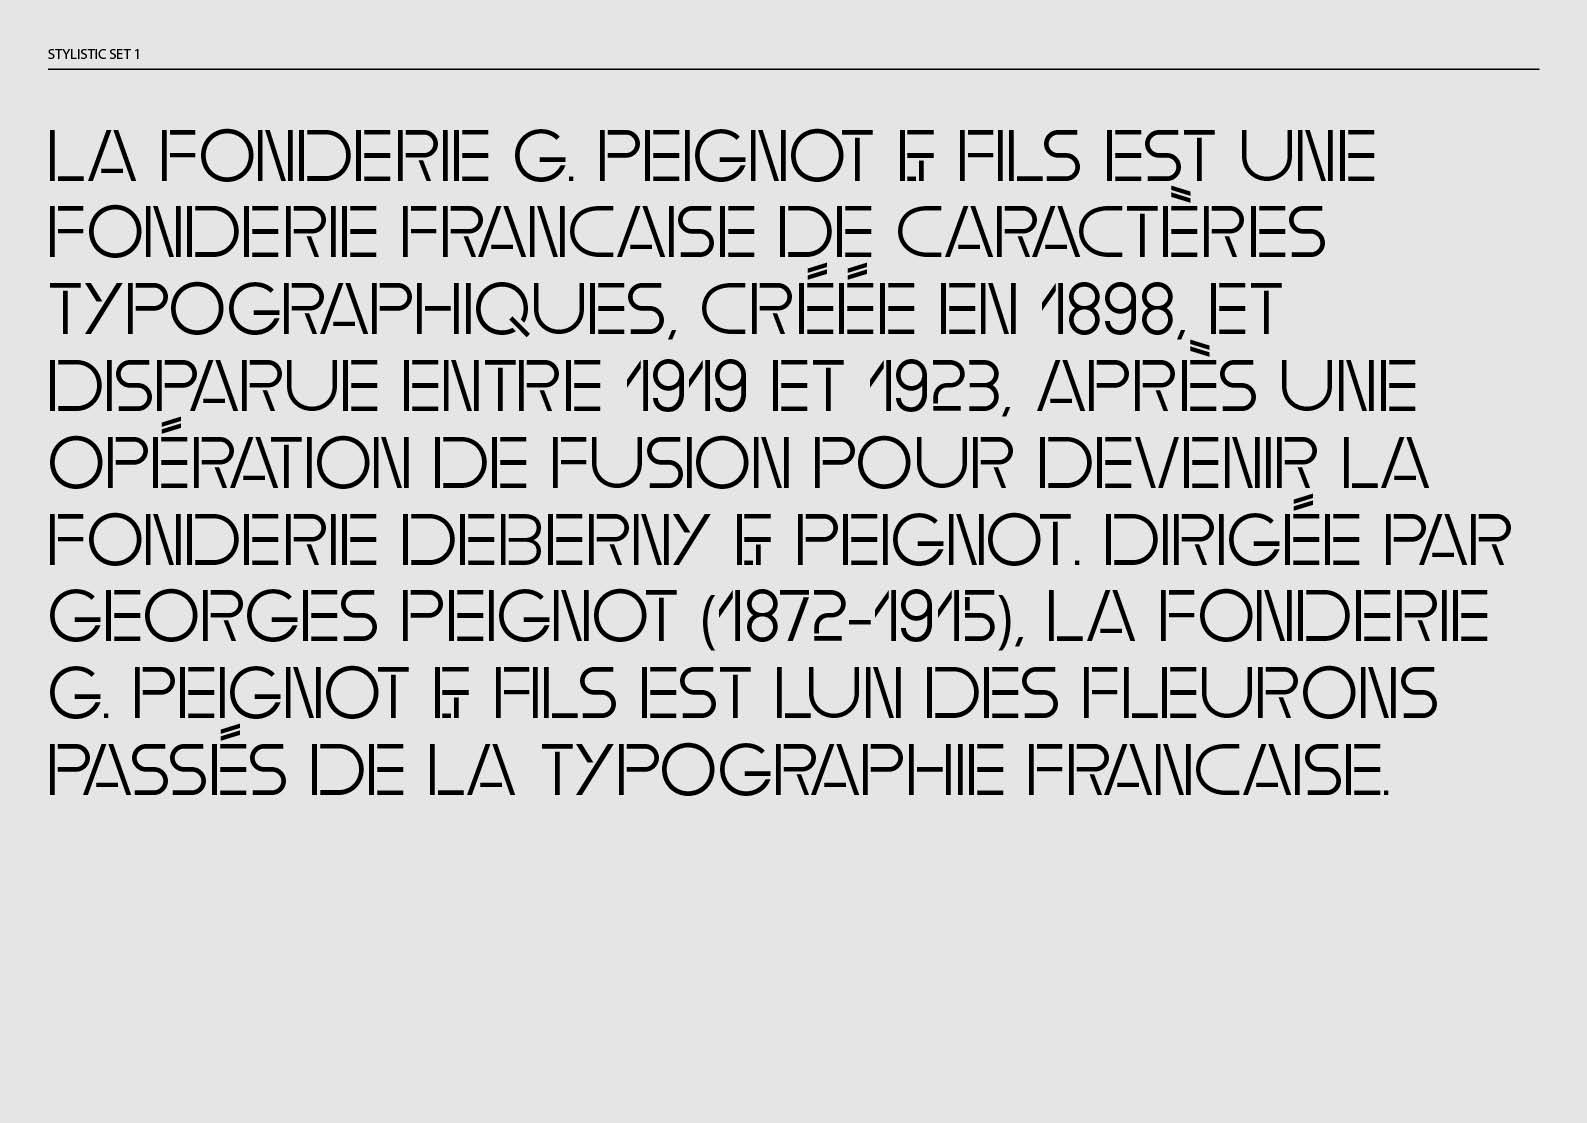 STYLISTIC SET 1
LA FONDERIE G. PEIGNOT & FILS EST UNE
FONDERIE FRANCAISE DE CARACTÈRES
TYPOGRAPHIQUES, CRÉÉE EN 1898, ET
DISPARUE ENTRE 1919 ET 1923, APRÈS UNE
OPÉRATION DE FUSION POUR DEVENIR LA
FONDERIE DEBERNY & PEIGNOT. DIRIGÉE PAR
GEORGES PEIGNOT (1872-1915), LA FONDERIE
G. PEIGNOT & FILS EST LUN DES FLEURONS
PASSÉS DE LA TYPOGRAPHIE FRANCAISE.